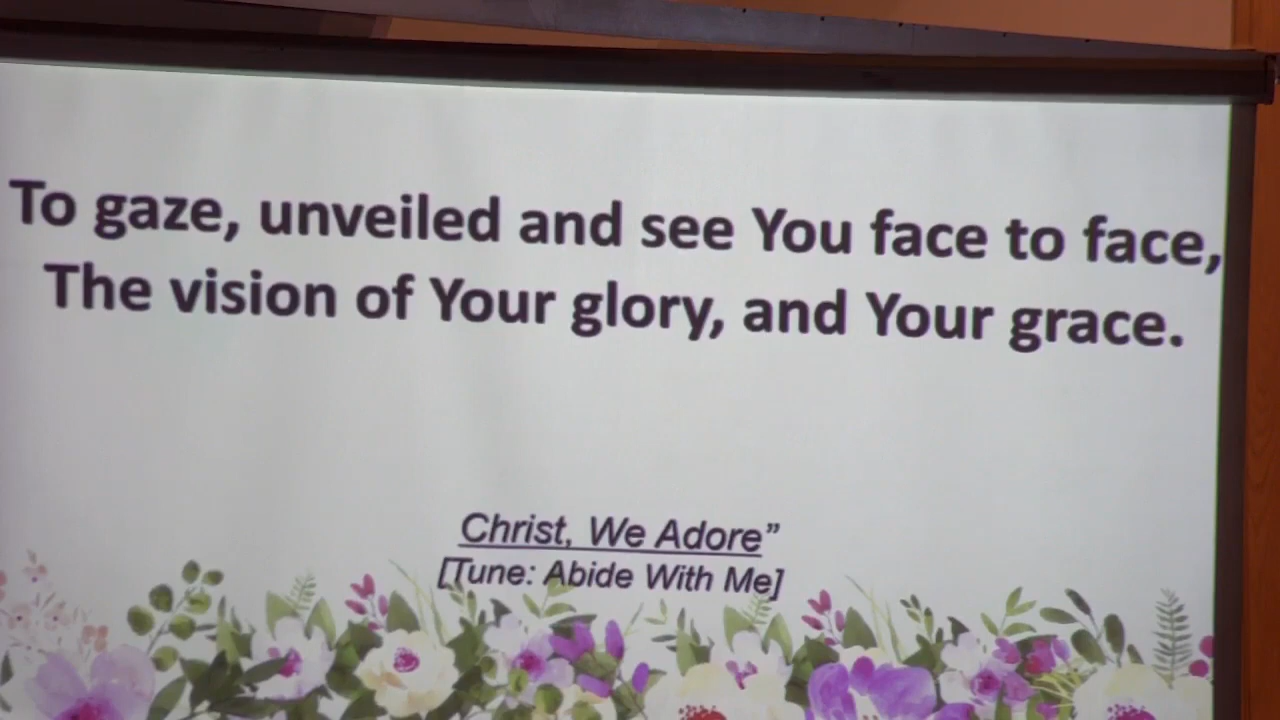 To gaze, unveiled and see You face to face,
The vision of Your glory, and Your grace.
Christ, We Adore”
[Tune: Abide With Me]